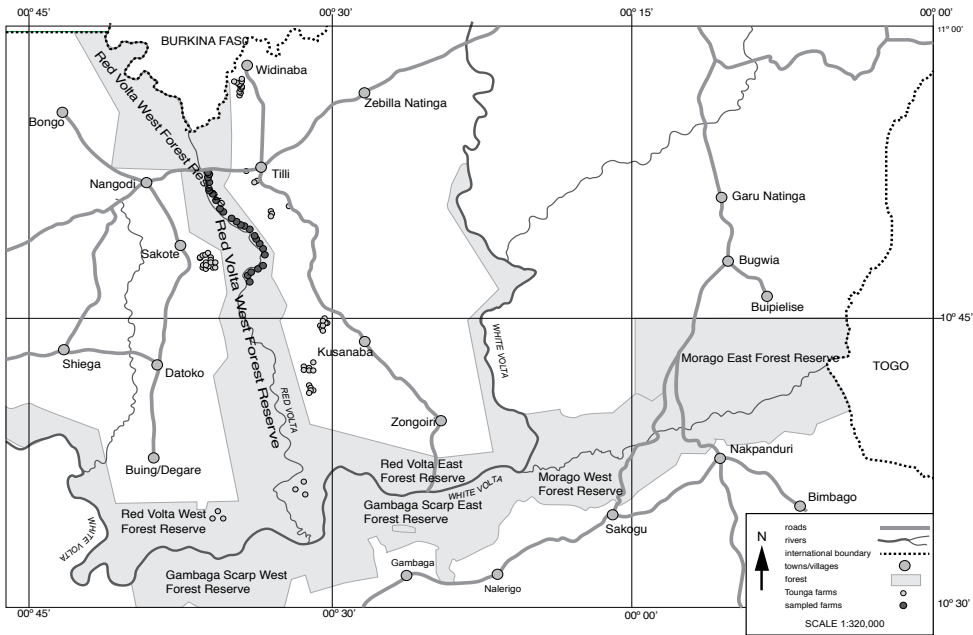 00° 45'
00° 30'
00° 15'
00° 00'
11° 00'
BURKINA FASO
Widinaba
Red Volta West Forest Res
Zebilla Natinga
Bongo
Tilli
Nangodi
Garu Natinga
Red Volta West Forest Reserve
Sakote
Bugwia
Buipielise
10° 45'
WHITE VOLTA
Kusanaba
Morago East Forest Reserve
TOGO
Shiega
Datoko
RED VOLTA
Zongoiri
Nakpanduri
Buing/Degare
Red Volta East
Forest Reserve
Morago West
Forest Reserve
WHITE VOLTA
Bimbago
Red Volta West
Forest Reserve
Gambaga Scarp East
Forest Reserve
Sakogu
WHITE VOLTA
Gambaga
Gambaga Scarp West
Forest Reserve
Nalerigo
N
roads
rivers
international boundary
towns/villages
forest
Tounga farms
sampled farms
SCALE 1:320,000
10° 30'
00° 45'
00° 30'
00° 00'